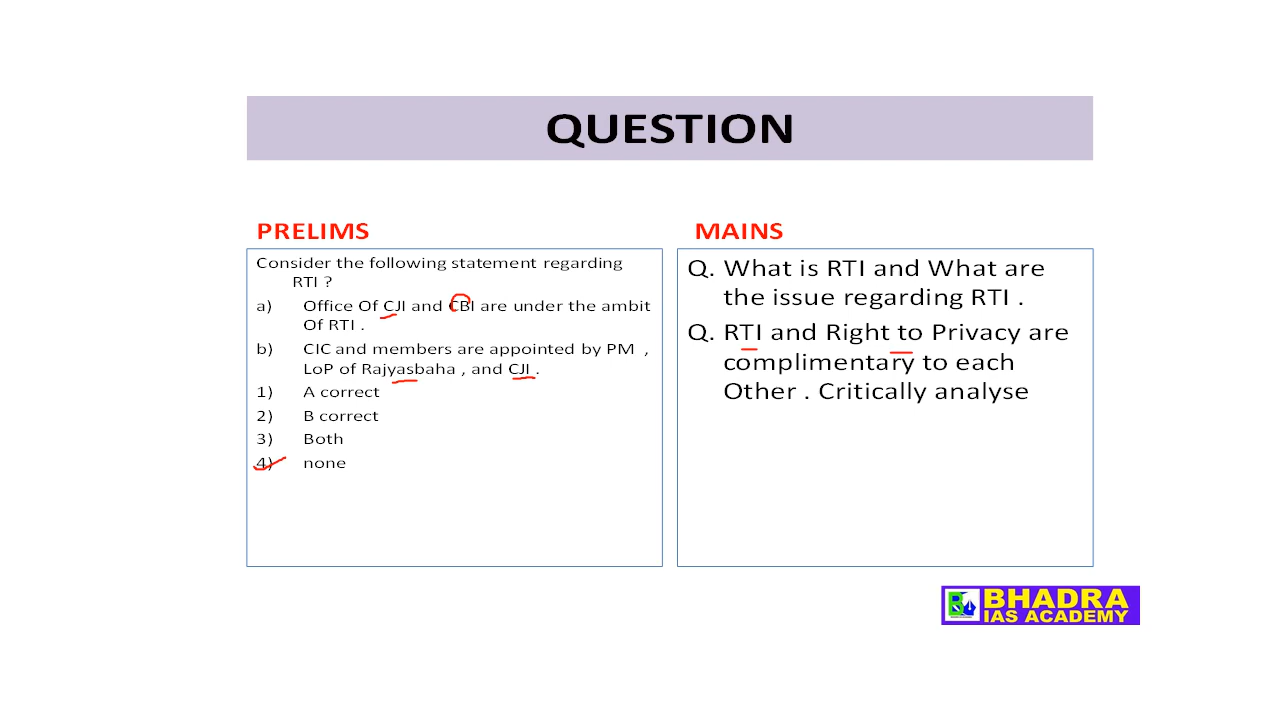 QUESTION
PRELIMS
Consider the following statement regarding
RTI ?
a) Office Of CJI and CBI are under the ambit
Of RTI .
b) CIC and members are appointed by PM ,
LoP of Rajyasbaha , and CJI .
1) A correct
2) B correct
3) Both
4) none
MAINS
Q. What is RTI and What are
the issue regarding RTI .
Q. RTI and Right to Privacy are
complimentary to each
Other . Critically analyse
BHADRA
IAS ACADEMY